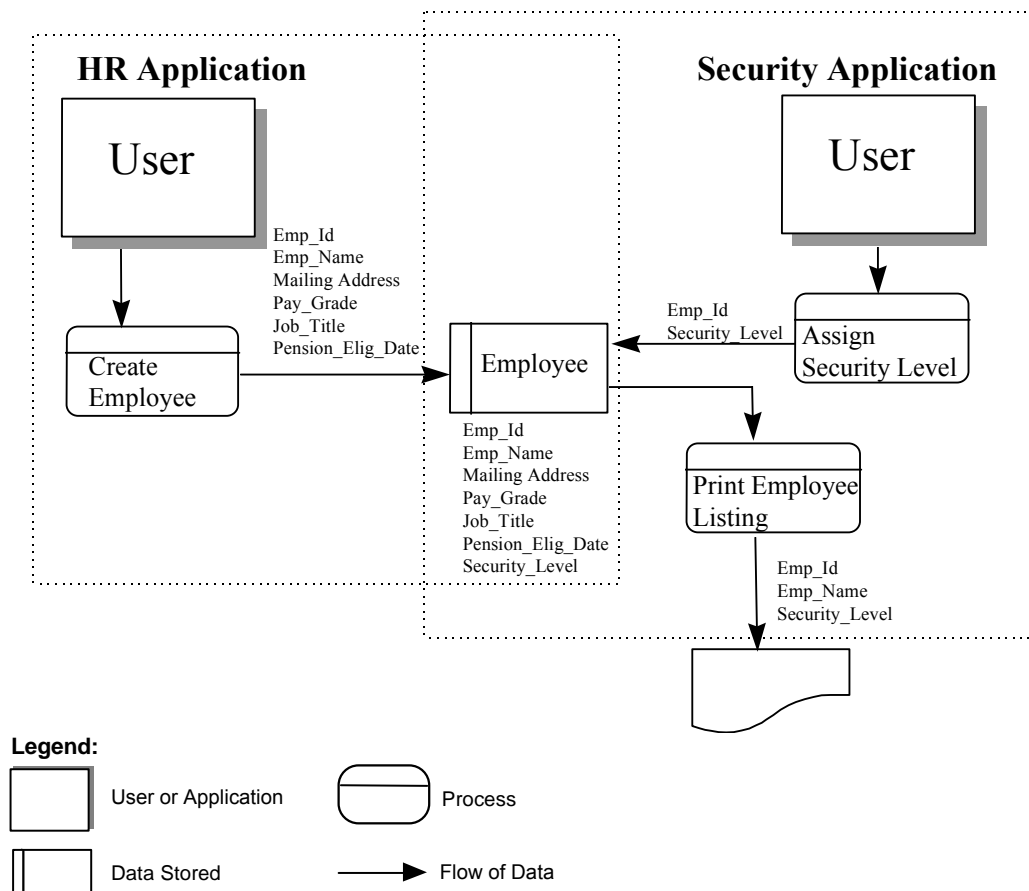 HR Application
Security Application
User
User
Emp_Id
Emp_Name
Mailing Address
Pay_Grade
Job_Title
Pension_Elig_Date
Emp_Id
Security_Level
Create
Employee
Employee
Assign
Security Level
Emp_Id
Emp_Name
Mailing Address
Pay_Grade
Job_Title
Pension_Elig_Date
Security_Level
Print Employee
Listing
Emp_Id
Emp_Name
Security_Level
Legend:
User or Application
Process
Data Stored
Flow of Data